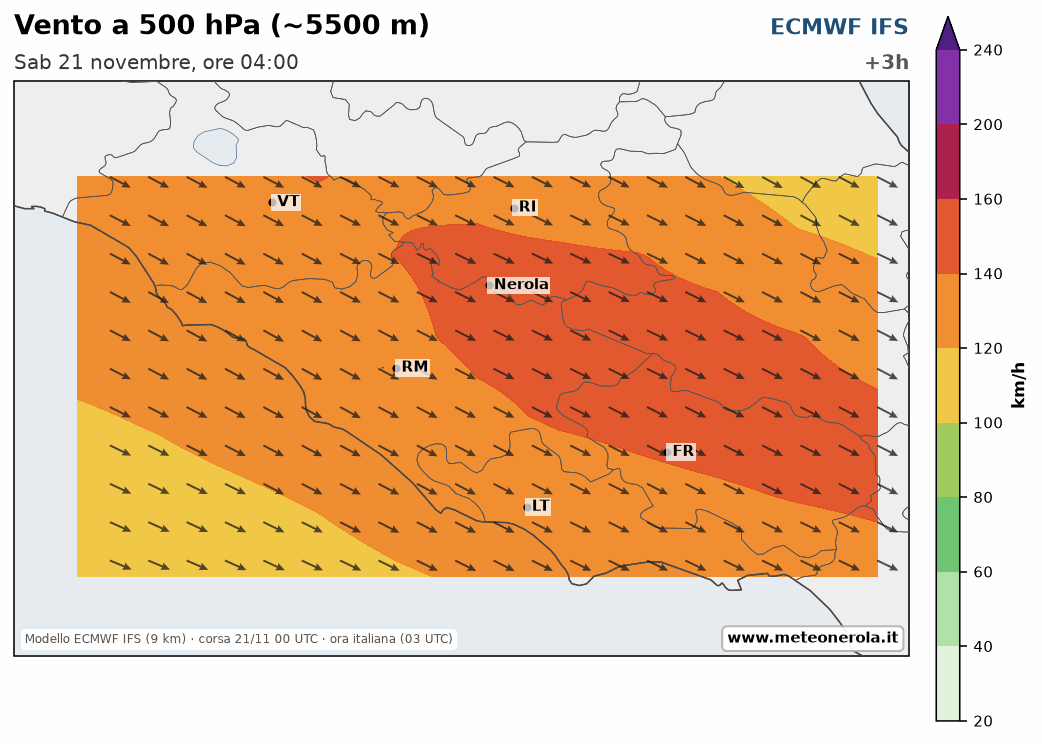 Vento a 500 hPa (~5500 m)
ECMWF IFS
Sab 21 novembre, ore 04:00
+3h
VT
RI
Nerola
RM
FR
LT
Modello ECMWF IFS (9 km) · corsa 21/11 00 UTC · ora italiana (03 UTC)
www.meteonerola.it
240
200
160
140
120
100
80
60
40
20
km/h